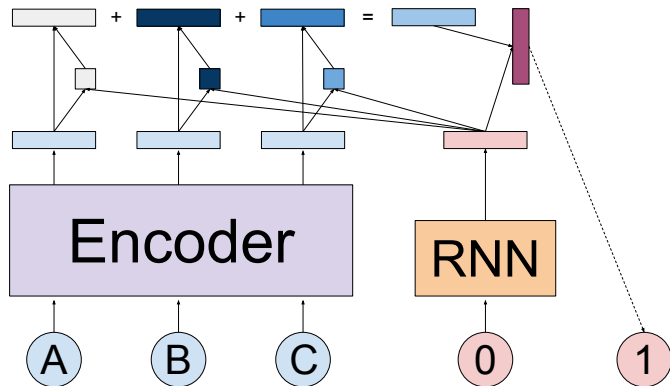 + + =
Encoder
RNN
A B C 0 1